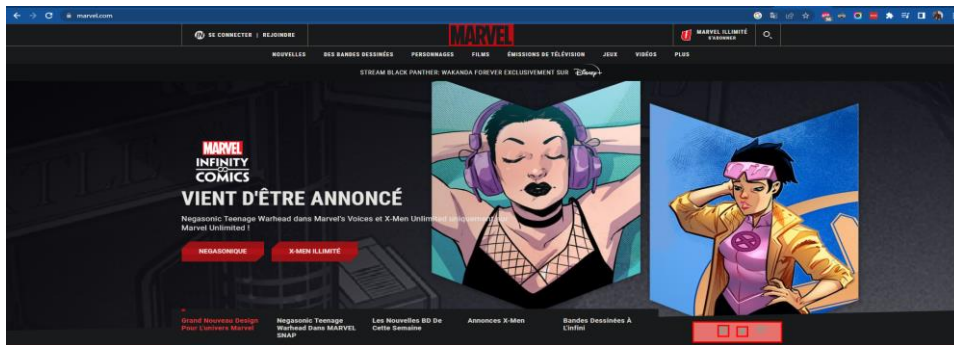 marvel.com
SE CONNECTER | REJOINDRE
MARVEL
MARVEL ILLIMITÉ
S'ABONNER
NOUVELLES DES BANDES DESSINÉES PERSONNAGES FILMS ÉMISSIONS DE TÉLÉVISION JEUX VIDÉOS PLUS
STREAM BLACK PANTHER: WAKANDA FOREVER EXCLUSIVEMENT SUR Disney+
MARVEL
INFINITY
COMICS
VIENT D'ÊTRE ANNONCÉ
Negasonic Teenage Warhead dans Marvel's Voices et X-Men Unlimited uniquement sur
Marvel Unlimited !
NEGASONIQUE X-MEN ILLIMITÉ
Grand Nouveau Design
Pour L'univers Marvel
Negasonic Teenage
Warhead Dans MARVEL
SNAP
Les Nouvelles BD De
Cette Semaine
Annonces X-Men
Bandes Dessinées À
L'infini